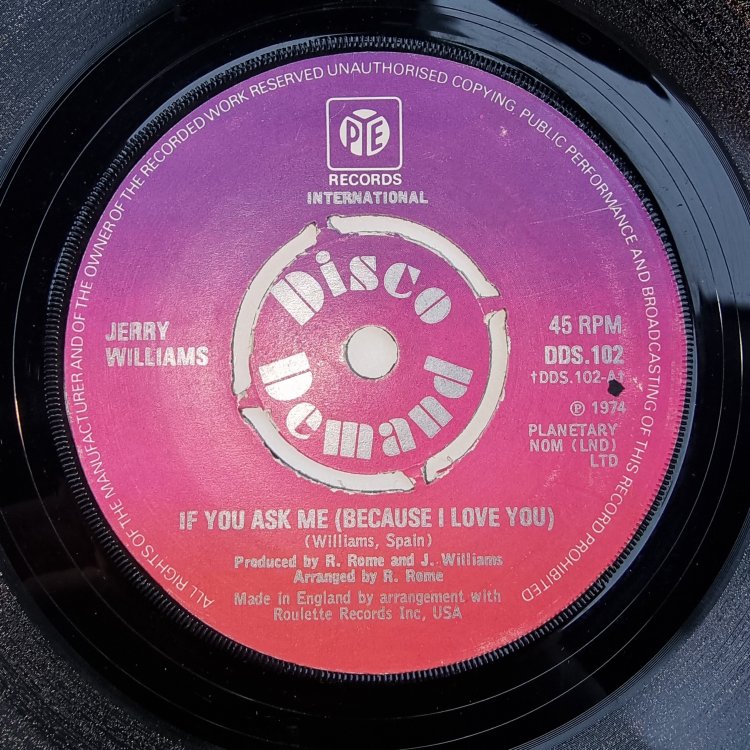 ALL RIGHTS OF THE MANUFACTURER AND OF THE OWNER OF THE RECORDED WORK RESERVED UNAUTHORISED COPYING, PUBLIC PERFORMANCE AND BROADCASTING OF THIS RECORD PROHIBITED
PYE
RECORDS
INTERNATIONAL
Disco
Demand
JERRY
WILLIAMS
45 RPM
DDS.102
†DDS.102-A†
℗ 1974
PLANETARY
NOM (LND)
LTD
IF YOU ASK ME (BECAUSE I LOVE YOU)
(Williams, Spain)
Produced by R. Rome and J. Williams
Arranged by R. Rome
Made in England by arrangement with
Roulette Records Inc, USA